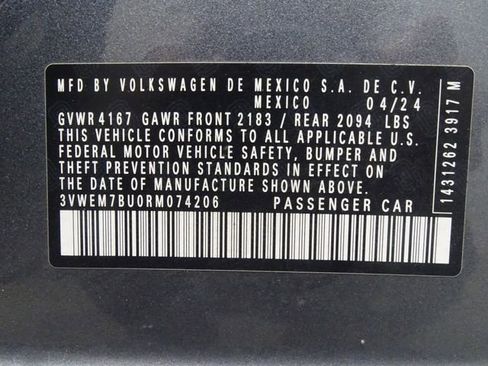 MFD BY VOLKSWAGEN DE MEXICO S.A. DE C.V.
MEXICO 04/24
GVWR 4167 GAWR FRONT 2183 / REAR 2094 LBS
THIS VEHICLE CONFORMS TO ALL APPLICABLE U.S.
FEDERAL MOTOR VEHICLE SAFETY, BUMPER AND
THEFT PREVENTION STANDARDS IN EFFECT ON
THE DATE OF MANUFACTURE SHOWN ABOVE.
3VWEM7BU0RM074206 PASSENGER CAR
1431262 3917 M